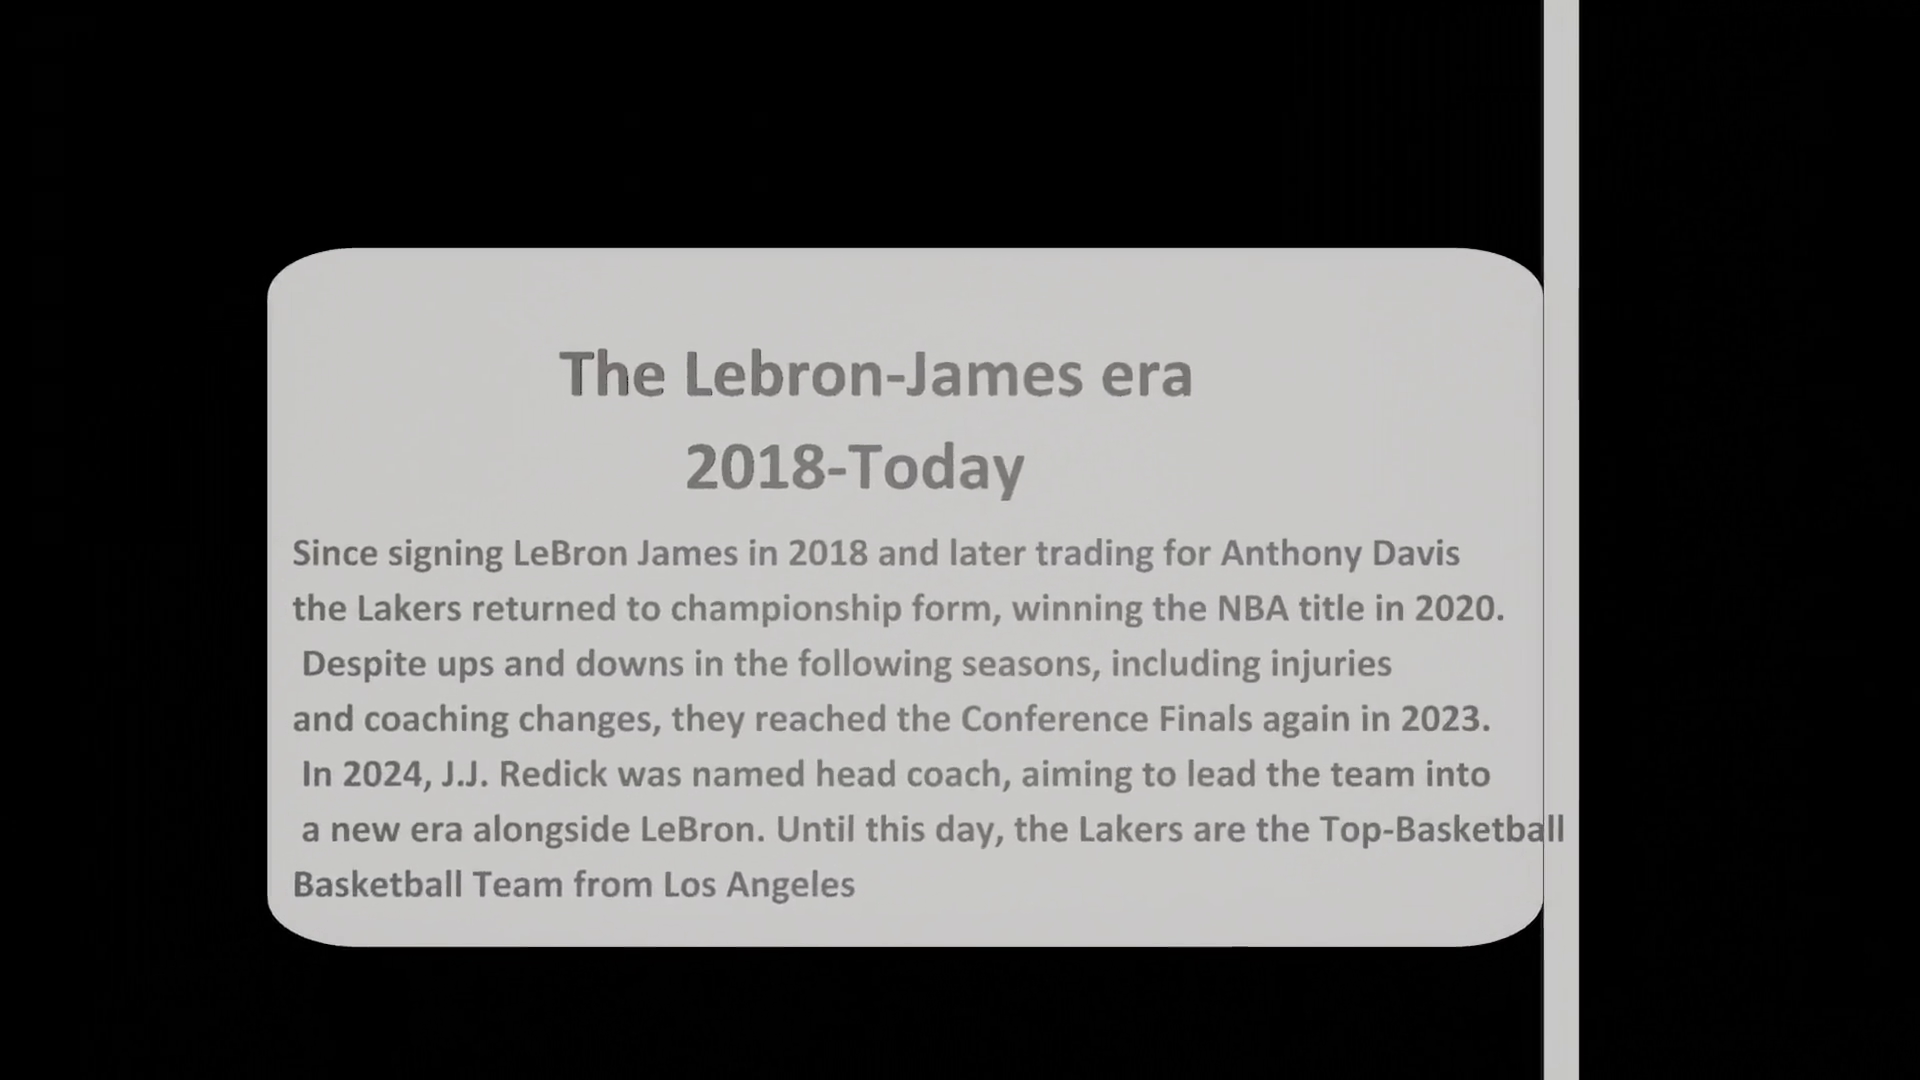 The Lebron-James era
2018-Today
Since signing LeBron James in 2018 and later trading for Anthony Davis
the Lakers returned to championship form, winning the NBA title in 2020.
Despite ups and downs in the following seasons, including injuries
and coaching changes, they reached the Conference Finals again in 2023.
In 2024, J.J. Redick was named head coach, aiming to lead the team into
a new era alongside LeBron. Until this day, the Lakers are the Top-Basketball
Basketball Team from Los Angeles